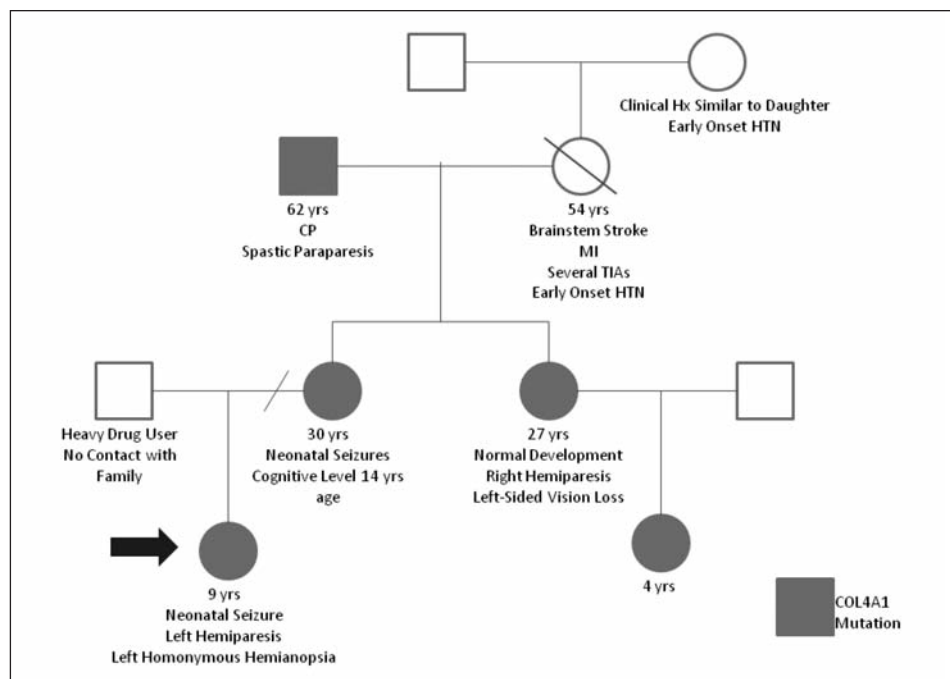 Clinical Hx Similar to Daughter
Early Onset HTN
62 yrs
CP
Spastic Paraparesis
54 yrs
Brainstem Stroke
MI
Several TIAs
Early Onset HTN
Heavy Drug User
No Contact with
Family
30 yrs
Neonatal Seizures
Cognitive Level 14 yrs
age
27 yrs
Normal Development
Right Hemiparesis
Left-Sided Vision Loss
9 yrs
Neonatal Seizure
Left Hemiparesis
Left Homonymous Hemianopsia
4 yrs
COL4A1
Mutation